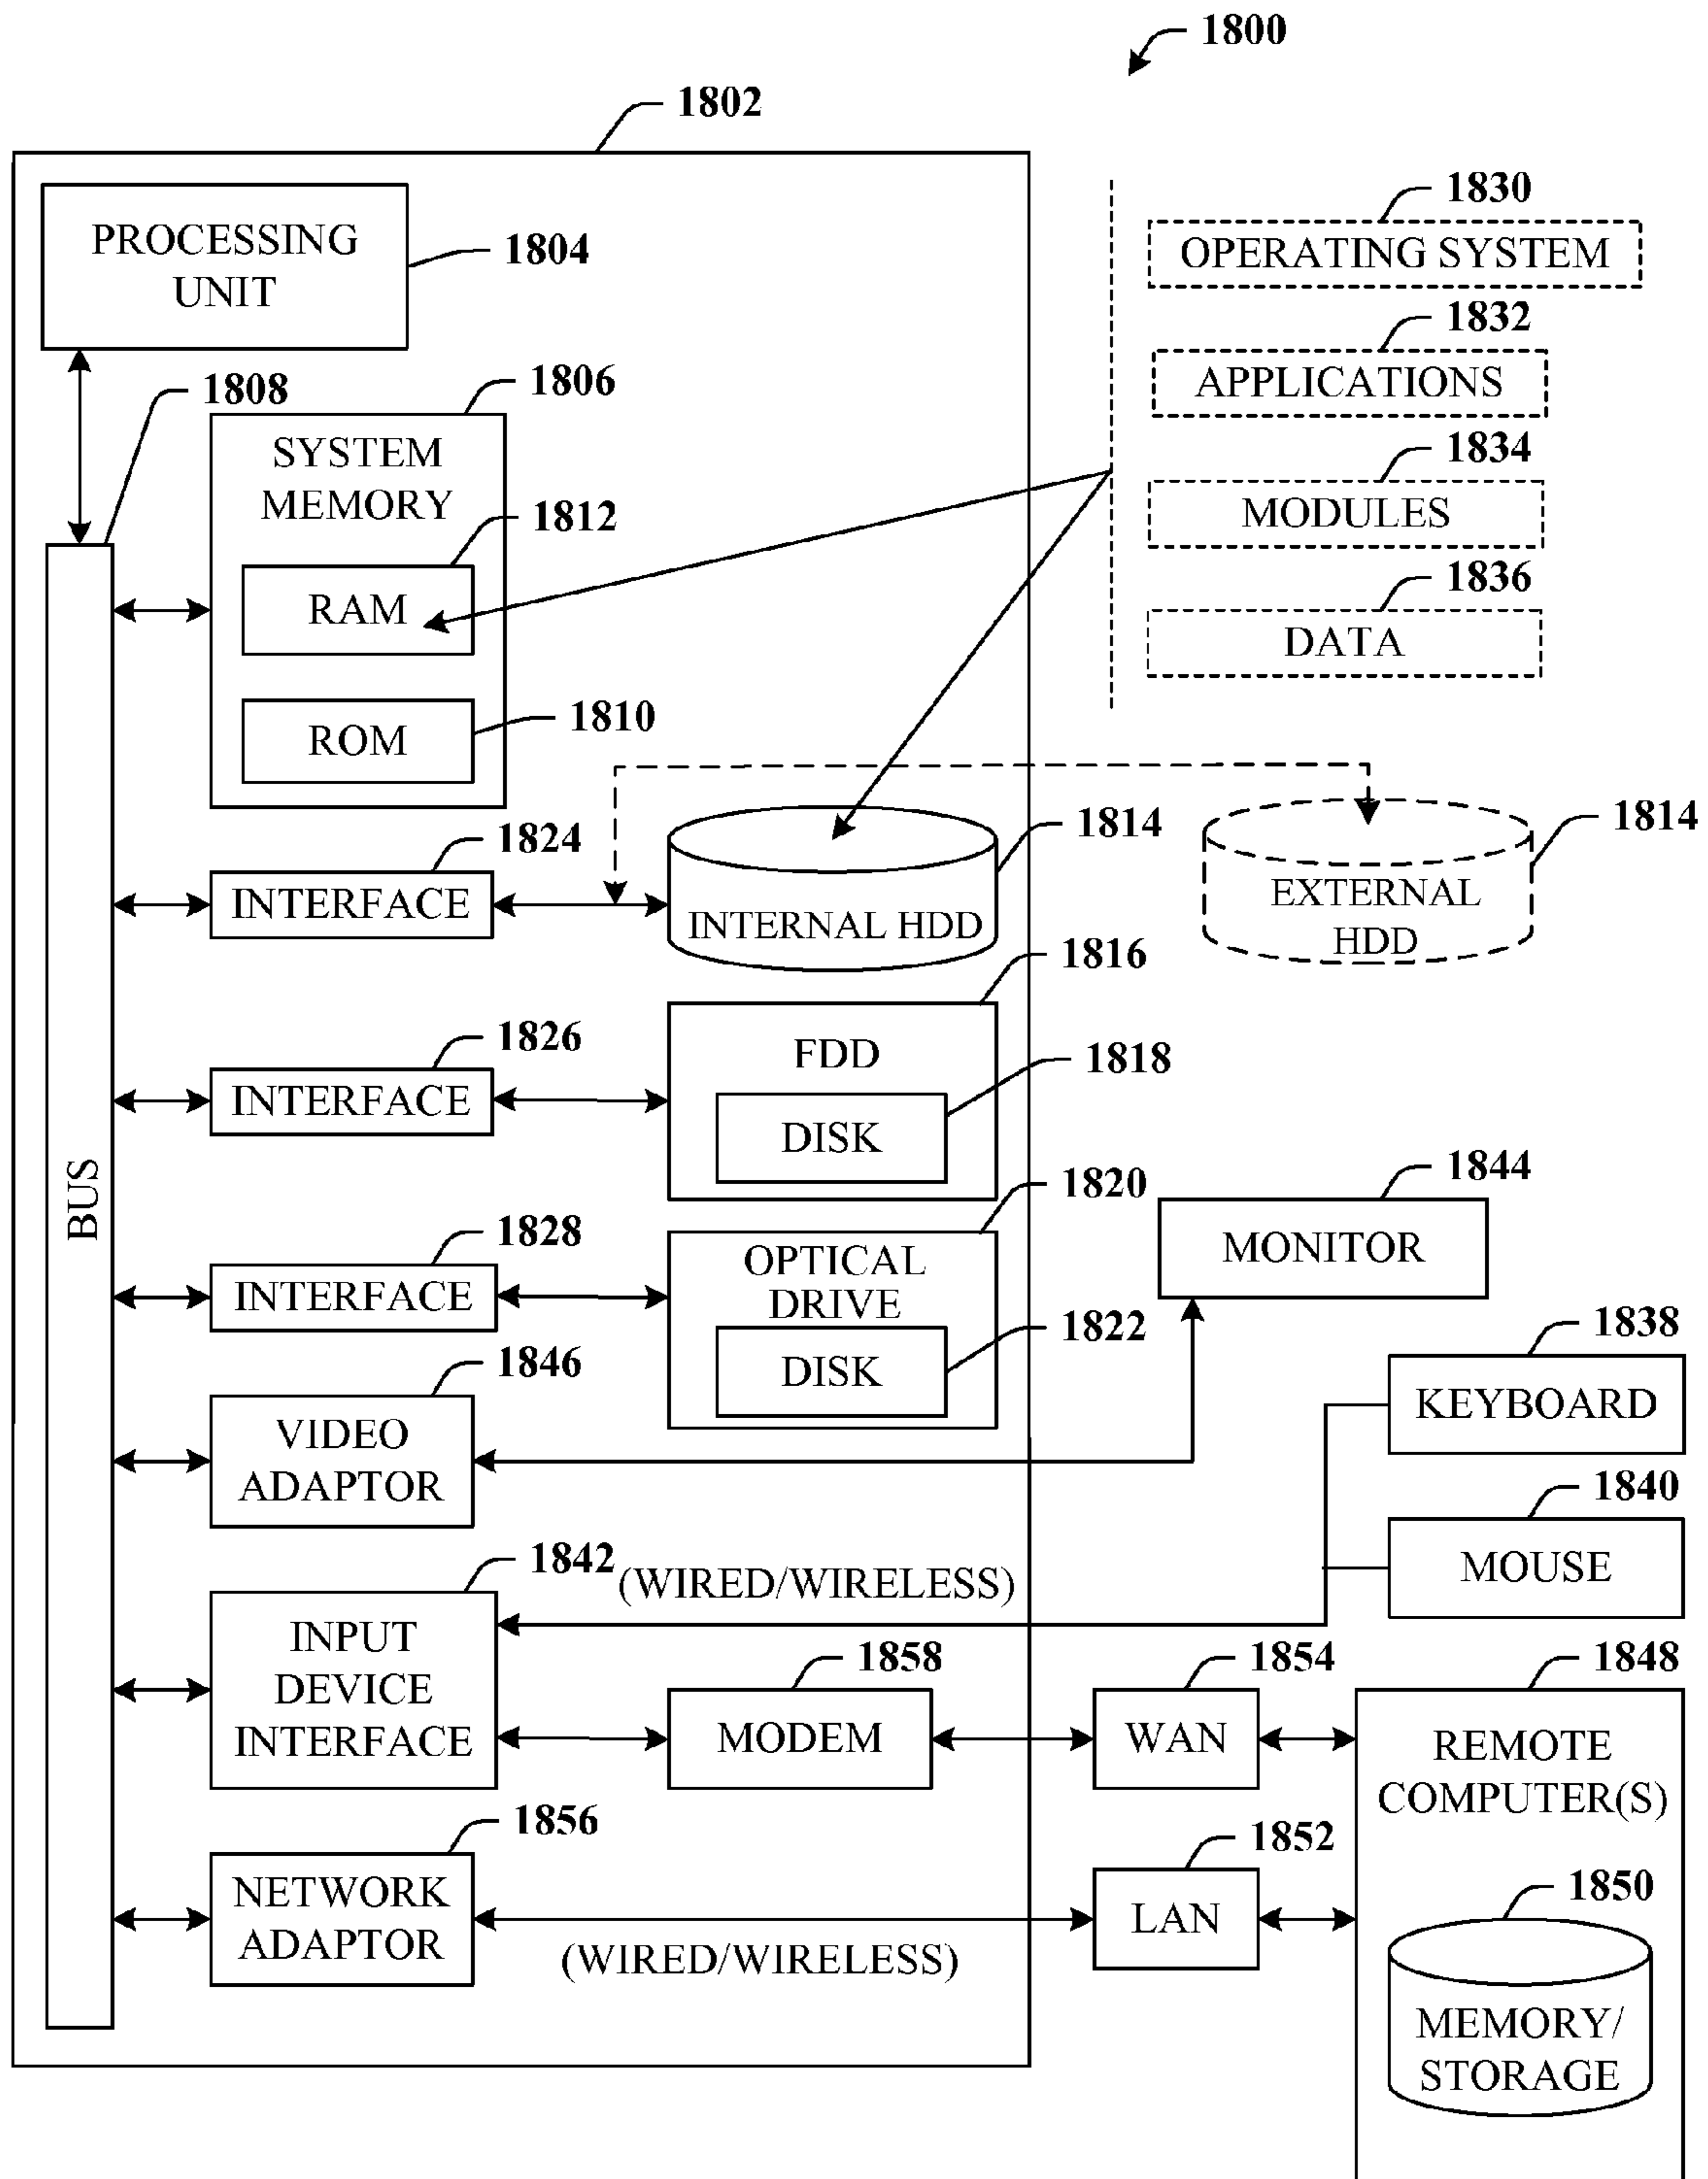 1800
1802
PROCESSING
UNIT
1804
1830
OPERATING SYSTEM
1832
APPLICATIONS
1834
MODULES
1836
DATA
1808
1806
SYSTEM
MEMORY
1812
RAM
1810
ROM
1824
INTERFACE
1814
INTERNAL HDD
1814
EXTERNAL
HDD
1826
INTERFACE
1816
FDD
1818
DISK
BUS
1828
INTERFACE
1820
OPTICAL
DRIVE
1822
DISK
1844
MONITOR
1846
VIDEO
ADAPTOR
1838
KEYBOARD
1840
MOUSE
1842
(WIRED/WIRELESS)
INPUT
DEVICE
INTERFACE
1858
MODEM
1854
WAN
1848
REMOTE
COMPUTER(S)
1856
NETWORK
ADAPTOR
(WIRED/WIRELESS)
1852
LAN
1850
MEMORY/
STORAGE